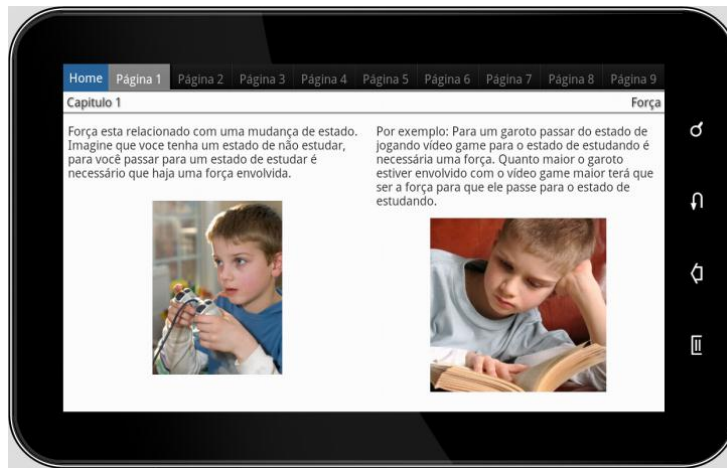 Home Página 1 Página 2 Página 3 Página 4 Página 5 Página 6 Página 7 Página 8 Página 9
Capitulo 1 Força
Força esta relacionado com uma mudança de estado.
Imagine que voce tenha um estado de não estudar,
para você passar para um estado de estudar é
necessário que haja uma força envolvida.
Por exemplo: Para um garoto passar do estado de
jogando vídeo game para o estado de estudando é
necessária uma força. Quanto maior o garoto
estiver envolvido com o vídeo game maior terá que
ser a força para que ele passe para o estado de
estudando.